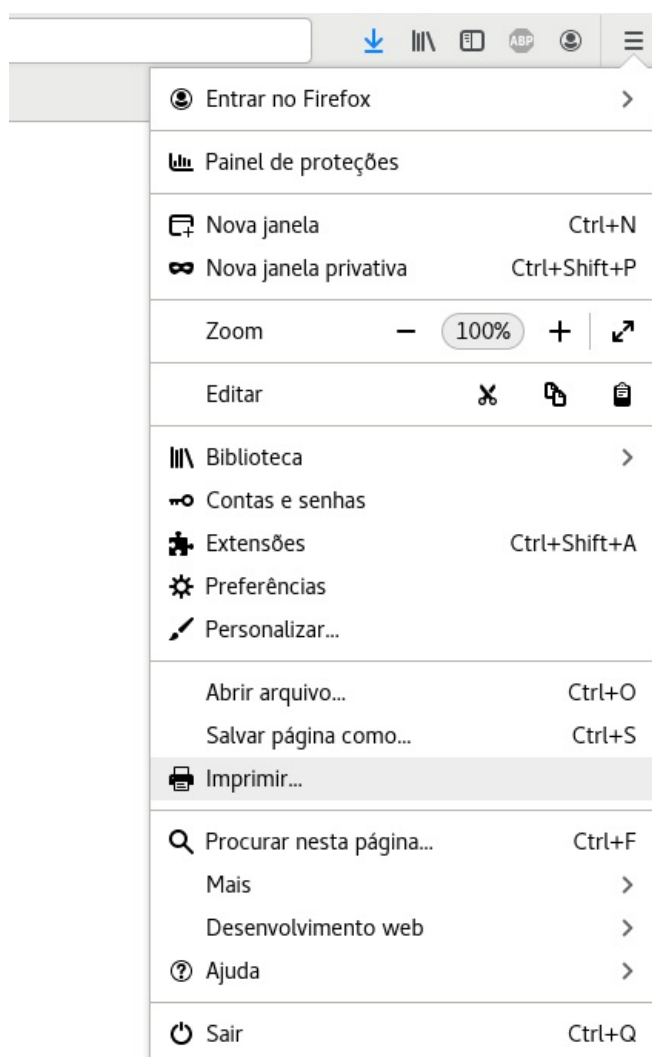 ABP
Entrar no Firefox
Painel de proteções
Nova janela Ctrl+N
Nova janela privativa Ctrl+Shift+P
Zoom − 100% +
Editar
Biblioteca
Contas e senhas
Extensões Ctrl+Shift+A
Preferências
Personalizar...
Abrir arquivo... Ctrl+O
Salvar página como... Ctrl+S
Imprimir...
Procurar nesta página... Ctrl+F
Mais
Desenvolvimento web
Ajuda
Sair Ctrl+Q